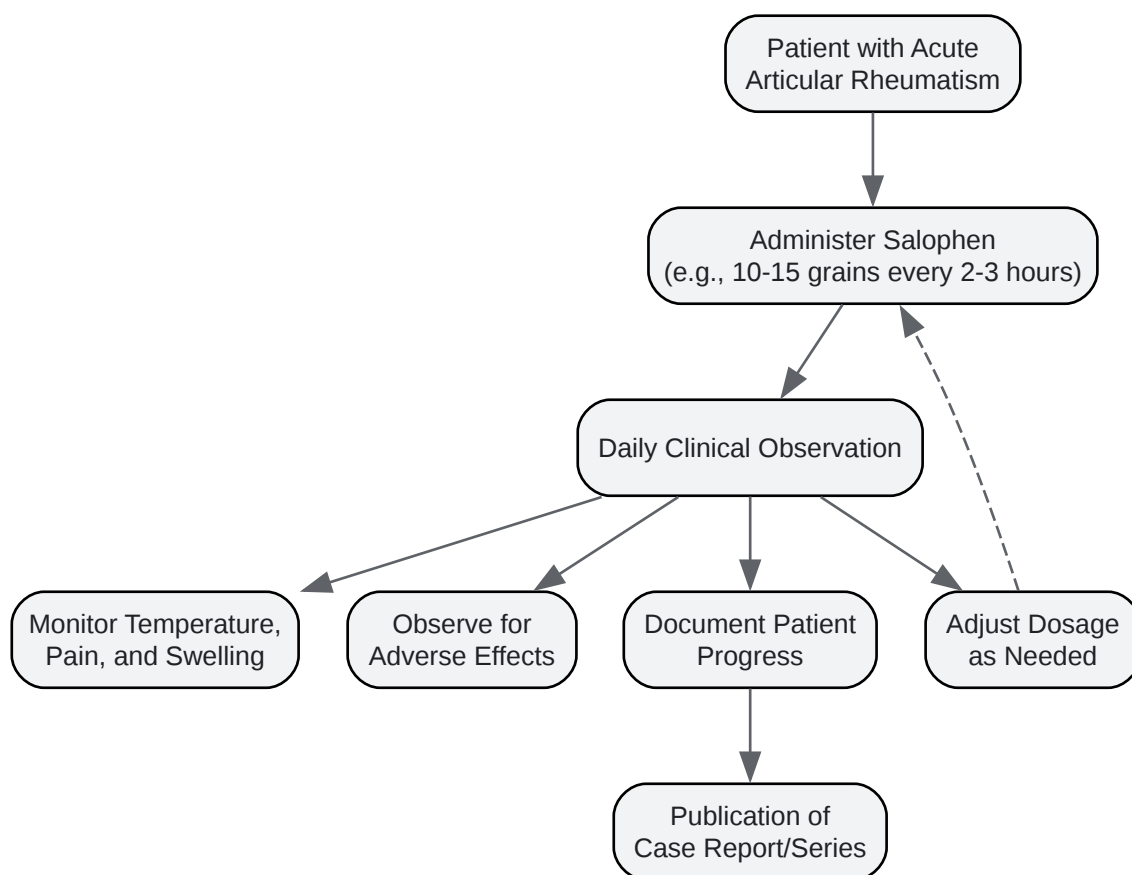 Patient with Acute
Articular Rheumatism
Administer Salophen
(e.g., 10-15 grains every 2-3 hours)
Daily Clinical Observation
Monitor Temperature,
Pain, and Swelling
Observe for
Adverse Effects
Document Patient
Progress
Adjust Dosage
as Needed
Publication of
Case Report/Series